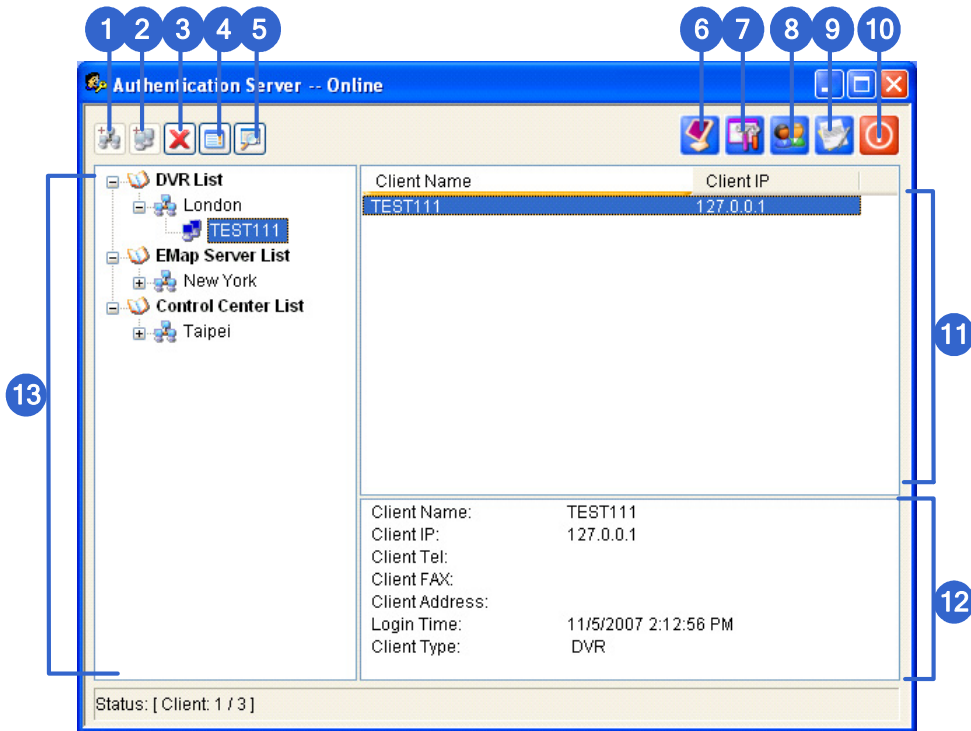 1 2 3 4 5 6 7 8 9 10
Authentication Server -- Online
DVR List
London
TEST111
EMap Server List
New York
Control Center List
Taipei
13
Client Name Client IP
TEST111 127.0.0.1
11
Client Name: TEST111
Client IP: 127.0.0.1
Client Tel:
Client FAX:
Client Address:
Login Time: 11/5/2007 2:12:56 PM
Client Type: DVR
12
Status: [ Client: 1 / 3 ]